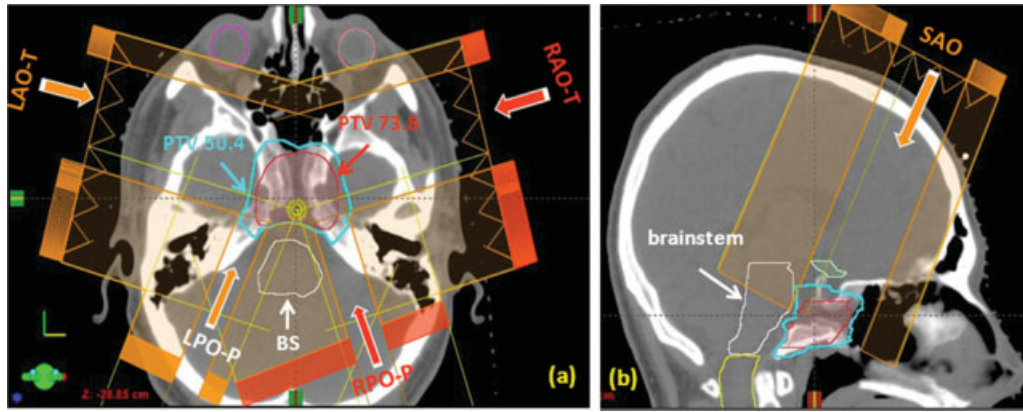 LAO-T
RAO-T
PTV 50.4
PTV 73.8
LPO-P
BS
RPO-P
(a)
Z: -28.85 cm
SAO
brainstem
(b)
cm